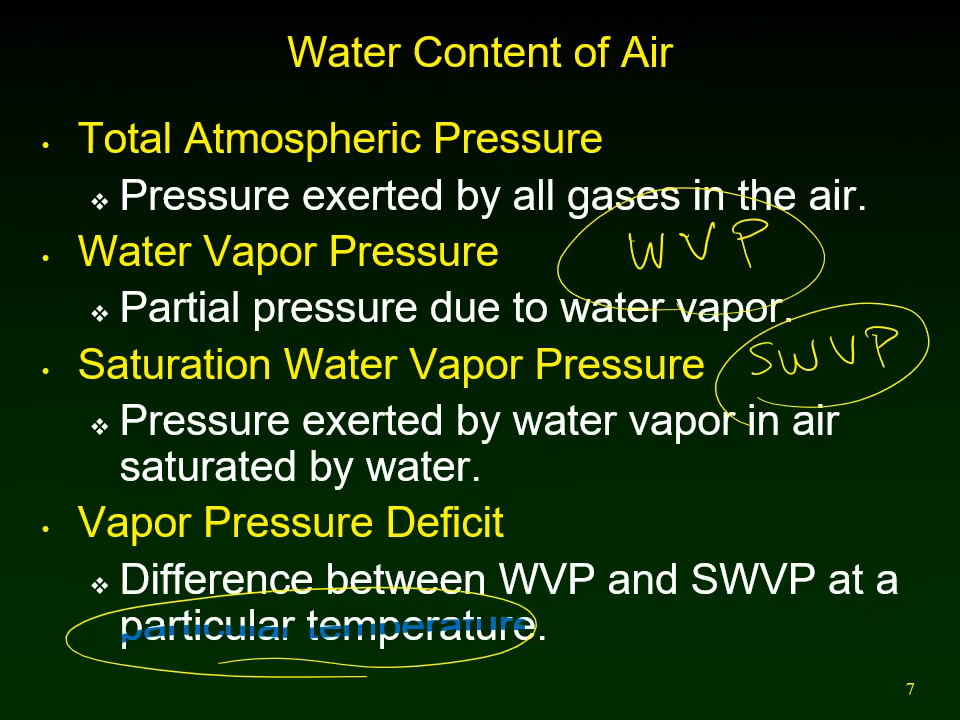 Water Content of Air
• Total Atmospheric Pressure
❖ Pressure exerted by all gases in the air.
WVP
• Water Vapor Pressure
❖ Partial pressure due to water vapor.
• Saturation Water Vapor Pressure
SWVP
❖ Pressure exerted by water vapor in air
saturated by water.
• Vapor Pressure Deficit
❖ Difference between WVP and SWVP at a
particular temperature.
7